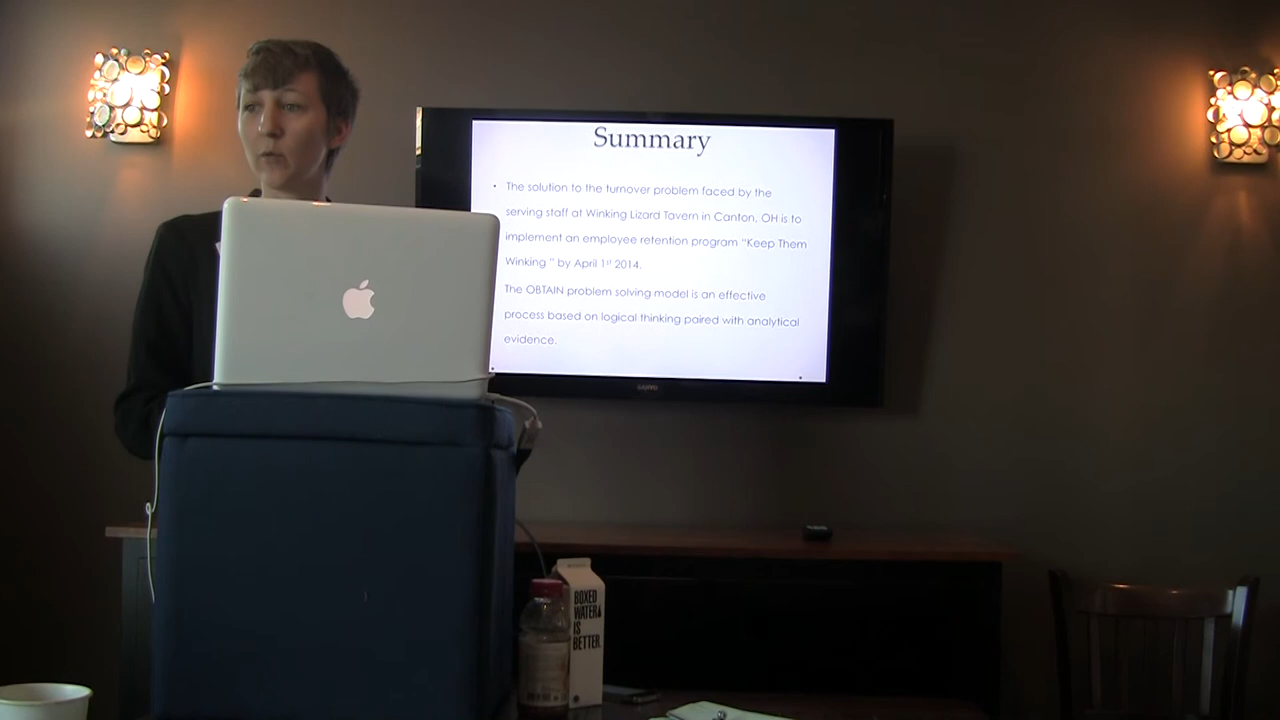 Summary
• The solution to the turnover problem faced by the
serving staff at Winking Lizard Tavern in Canton, OH is to
implement an employee retention program “Keep Them
Winking ” by April 1st 2014.
The OBTAIN problem solving model is an effective
process based on logical thinking paired with analytical
evidence.
SANYO
BOXED
WATER
IS
BETTER.